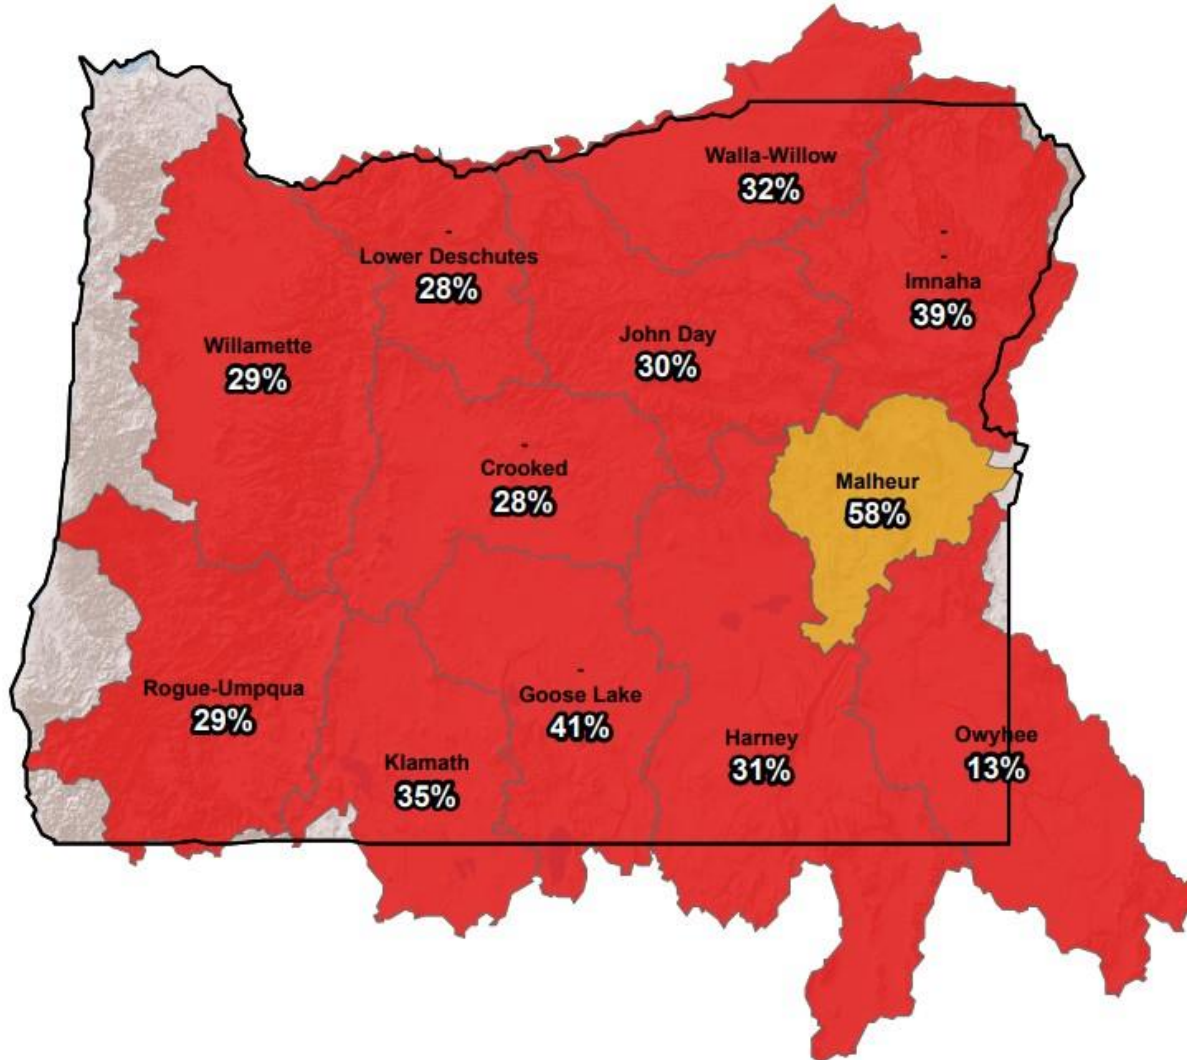 Walla-Willow
32%
-
Lower Deschutes
28%
-
-
Imnaha
39%
John Day
30%
Willamette
29%
-
Crooked
28%
Malheur
58%
Rogue-Umpqua
29%
-
Goose Lake
41%
Klamath
35%
Harney
31%
Owyhee
13%